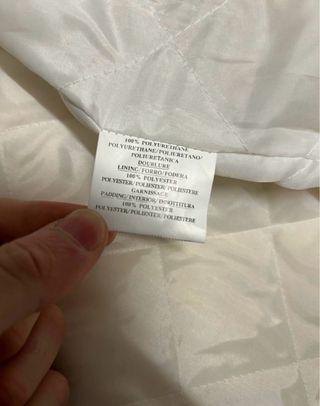 100% POLYURETHANE
POLYURETHANE/POLIURETANO/
POLIURETANICA
DOUBLURE
LINING/FORRO/FODERA
100% POLYESTER
POLYESTER/POLIESTER/POLIESTERE
GARNISSAGE
PADDING/INTERIOR/IMBOTTITURA
100% POLYESTER
POLYESTER/POLIESTER/POLIESTERE